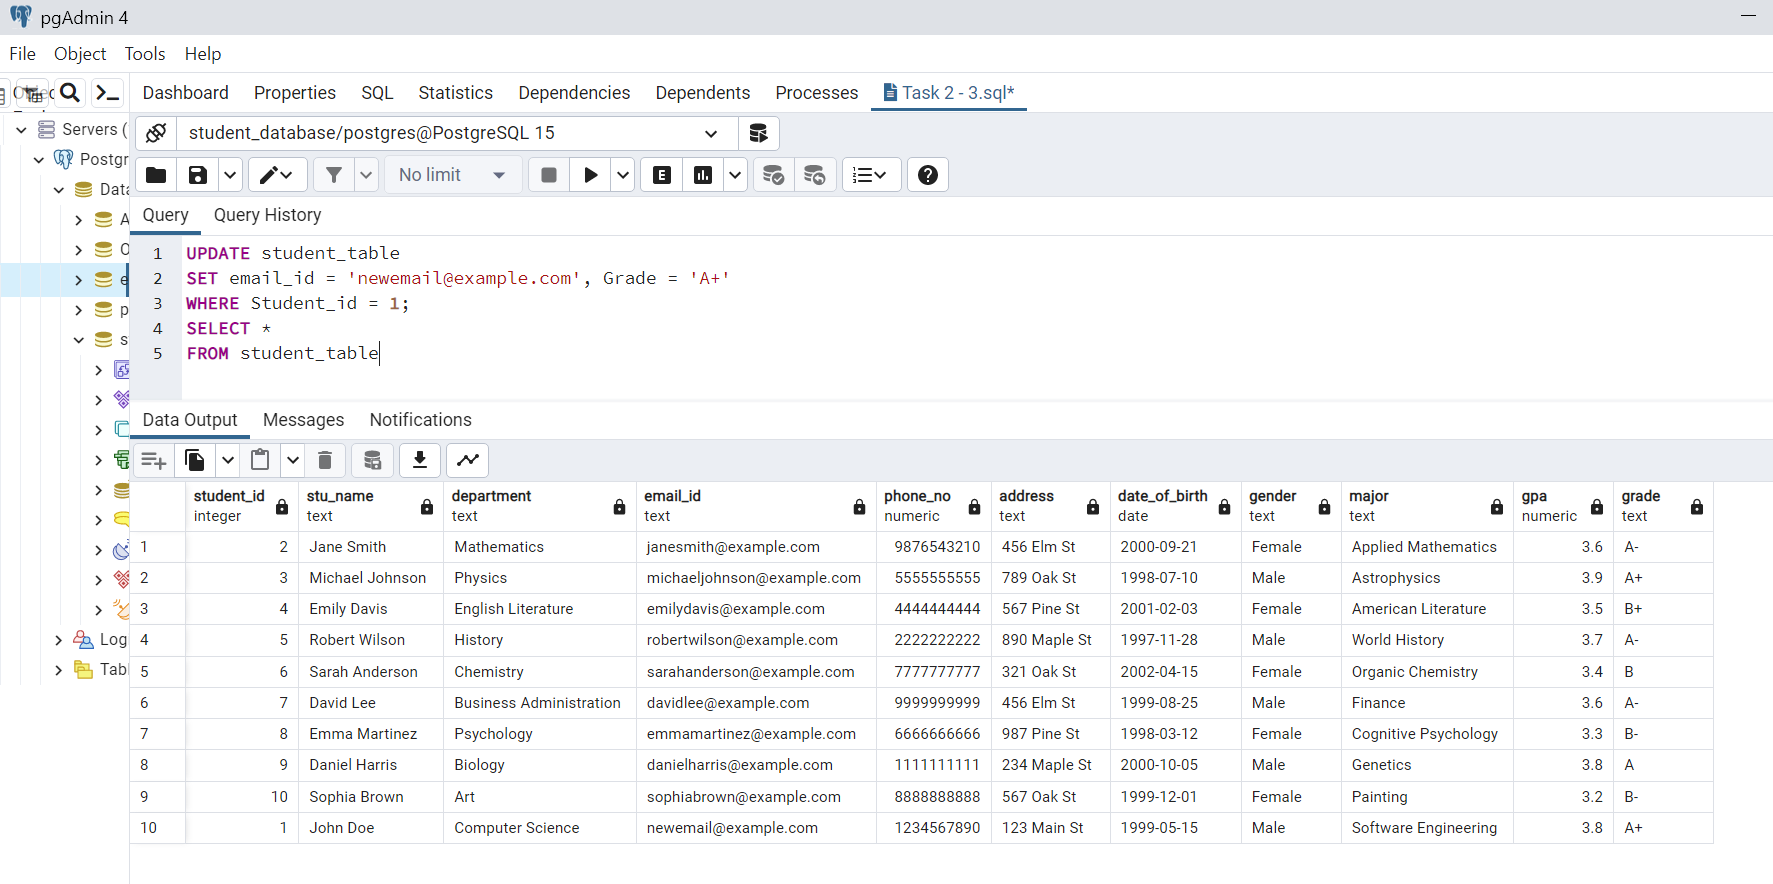 pgAdmin 4
File Object Tools Help
Dashboard Properties SQL Statistics Dependencies Dependents Processes Task 2 - 3.sql*
Servers (
student_database/postgres@PostgreSQL 15
Postgr
Data
No limit
Query Query History
1 UPDATE student_table
2 SET email_id = 'newemail@example.com', Grade = 'A+'
3 WHERE Student_id = 1;
4 SELECT *
5 FROM student_table
Log
Tabl
Data Output Messages Notifications
student_id stu_name department email_id phone_no address date_of_birth gender major gpa grade
integer text text text numeric text date text text numeric text
1 2 Jane Smith Mathematics janesmith@example.com 9876543210 456 Elm St 2000-09-21 Female Applied Mathematics 3.6 A-
2 3 Michael Johnson Physics michaeljohnson@example.com 5555555555 789 Oak St 1998-07-10 Male Astrophysics 3.9 A+
3 4 Emily Davis English Literature emilydavis@example.com 4444444444 567 Pine St 2001-02-03 Female American Literature 3.5 B+
4 5 Robert Wilson History robertwilson@example.com 2222222222 890 Maple St 1997-11-28 Male World History 3.7 A-
5 6 Sarah Anderson Chemistry sarahanderson@example.com 7777777777 321 Oak St 2002-04-15 Female Organic Chemistry 3.4 B
6 7 David Lee Business Administration davidlee@example.com 9999999999 456 Elm St 1999-08-25 Male Finance 3.6 A-
7 8 Emma Martinez Psychology emmamartinez@example.com 6666666666 987 Pine St 1998-03-12 Female Cognitive Psychology 3.3 B-
8 9 Daniel Harris Biology danielharris@example.com 1111111111 234 Maple St 2000-10-05 Male Genetics 3.8 A
9 10 Sophia Brown Art sophiabrown@example.com 8888888888 567 Oak St 1999-12-01 Female Painting 3.2 B-
10 1 John Doe Computer Science newemail@example.com 1234567890 123 Main St 1999-05-15 Male Software Engineering 3.8 A+